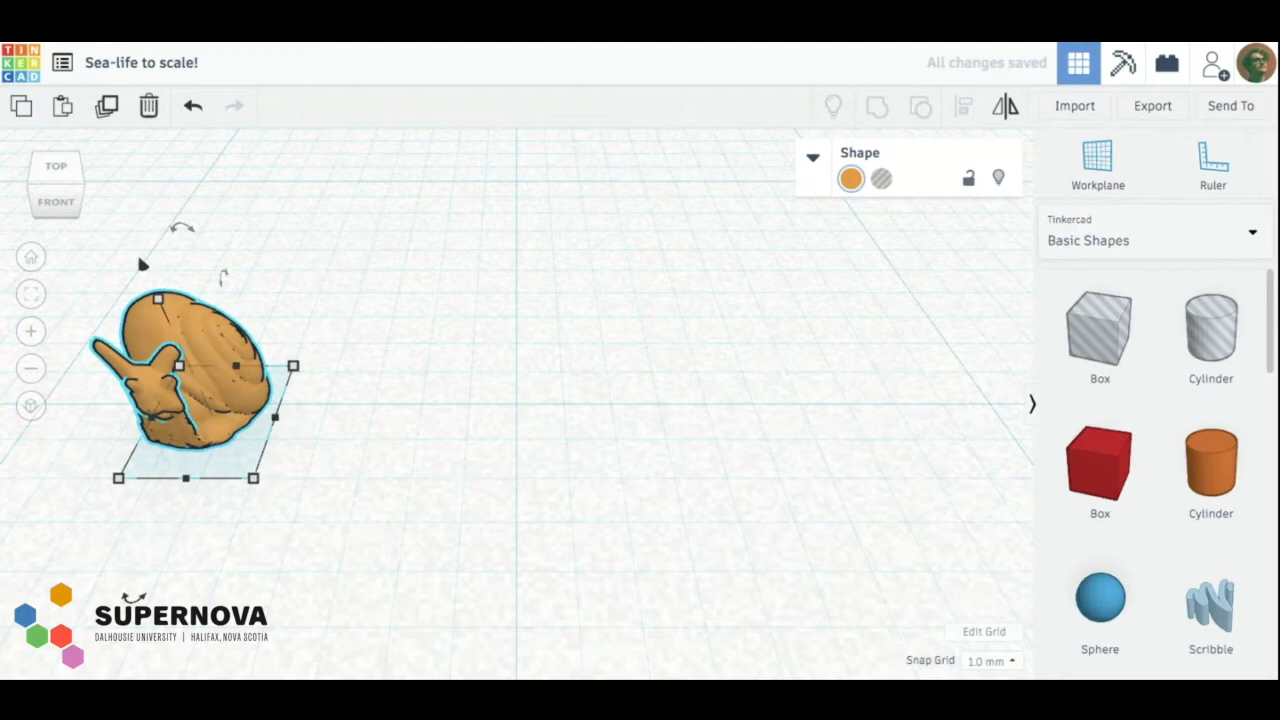 TIN
KER
CAD
Sea-life to scale!
All changes saved
Import
Export
Send To
TOP
FRONT
Shape
Workplane
Ruler
Tinkercad
Basic Shapes
Box
Cylinder
Box
Cylinder
Sphere
Scribble
Edit Grid
Snap Grid 1.0 mm
SUPERNOVA
DALHOUSIE UNIVERSITY | HALIFAX, NOVA SCOTIA